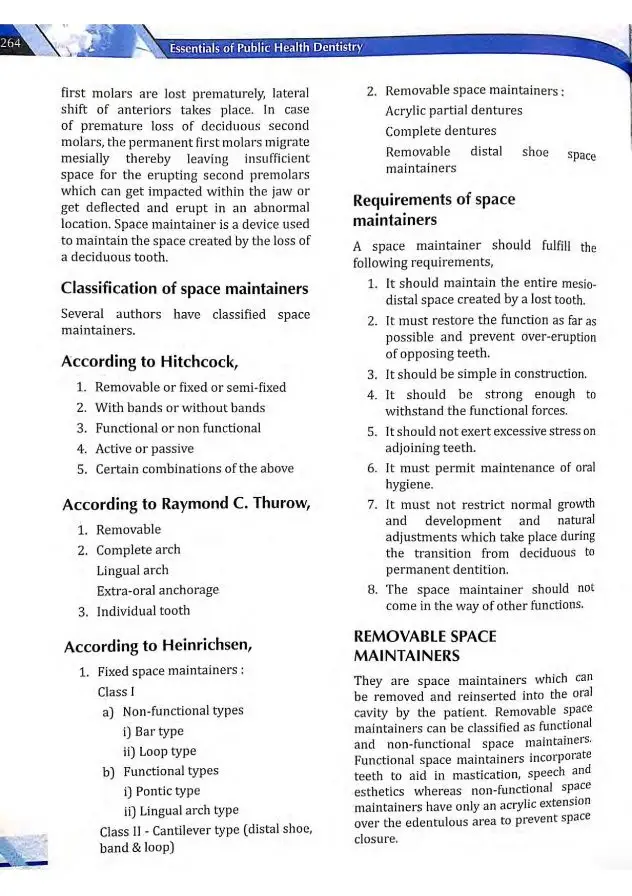 264
Essentials of Public Health Dentistry
first molars are lost prematurely, lateral
shift of anteriors takes place. In case
of premature loss of deciduous second
molars, the permanent first molars migrate
mesially thereby leaving insufficient
space for the erupting second premolars
which can get impacted within the jaw or
get deflected and erupt in an abnormal
location. Space maintainer is a device used
to maintain the space created by the loss of
a deciduous tooth.
Classification of space maintainers
Several authors have classified space
maintainers.
According to Hitchcock,
1. Removable or fixed or semi-fixed
2. With bands or without bands
3. Functional or non functional
4. Active or passive
5. Certain combinations of the above
According to Raymond C. Thurow,
1. Removable
2. Complete arch
Lingual arch
Extra-oral anchorage
3. Individual tooth
According to Heinrichsen,
1. Fixed space maintainers :
Class I
a) Non-functional types
i) Bar type
ii) Loop type
b) Functional types
i) Pontic type
ii) Lingual arch type
Class II - Cantilever type (distal shoe,
band & loop)
2. Removable space maintainers :
Acrylic partial dentures
Complete dentures
Removable distal shoe space
maintainers
Requirements of space
maintainers
A space maintainer should fulfill the
following requirements,
1. It should maintain the entire mesio-
distal space created by a lost tooth.
2. It must restore the function as far as
possible and prevent over-eruption
of opposing teeth.
3. It should be simple in construction.
4. It should be strong enough to
withstand the functional forces.
5. It should not exert excessive stress on
adjoining teeth.
6. It must permit maintenance of oral
hygiene.
7. It must not restrict normal growth
and development and natural
adjustments which take place during
the transition from deciduous to
permanent dentition.
8. The space maintainer should not
come in the way of other functions.
REMOVABLE SPACE
MAINTAINERS
They are space maintainers which can
be removed and reinserted into the oral
cavity by the patient. Removable space
maintainers can be classified as functional
and non-functional space maintainers.
Functional space maintainers incorporate
teeth to aid in mastication, speech and
esthetics whereas non-functional space
maintainers have only an acrylic extension
over the edentulous area to prevent space
closure.